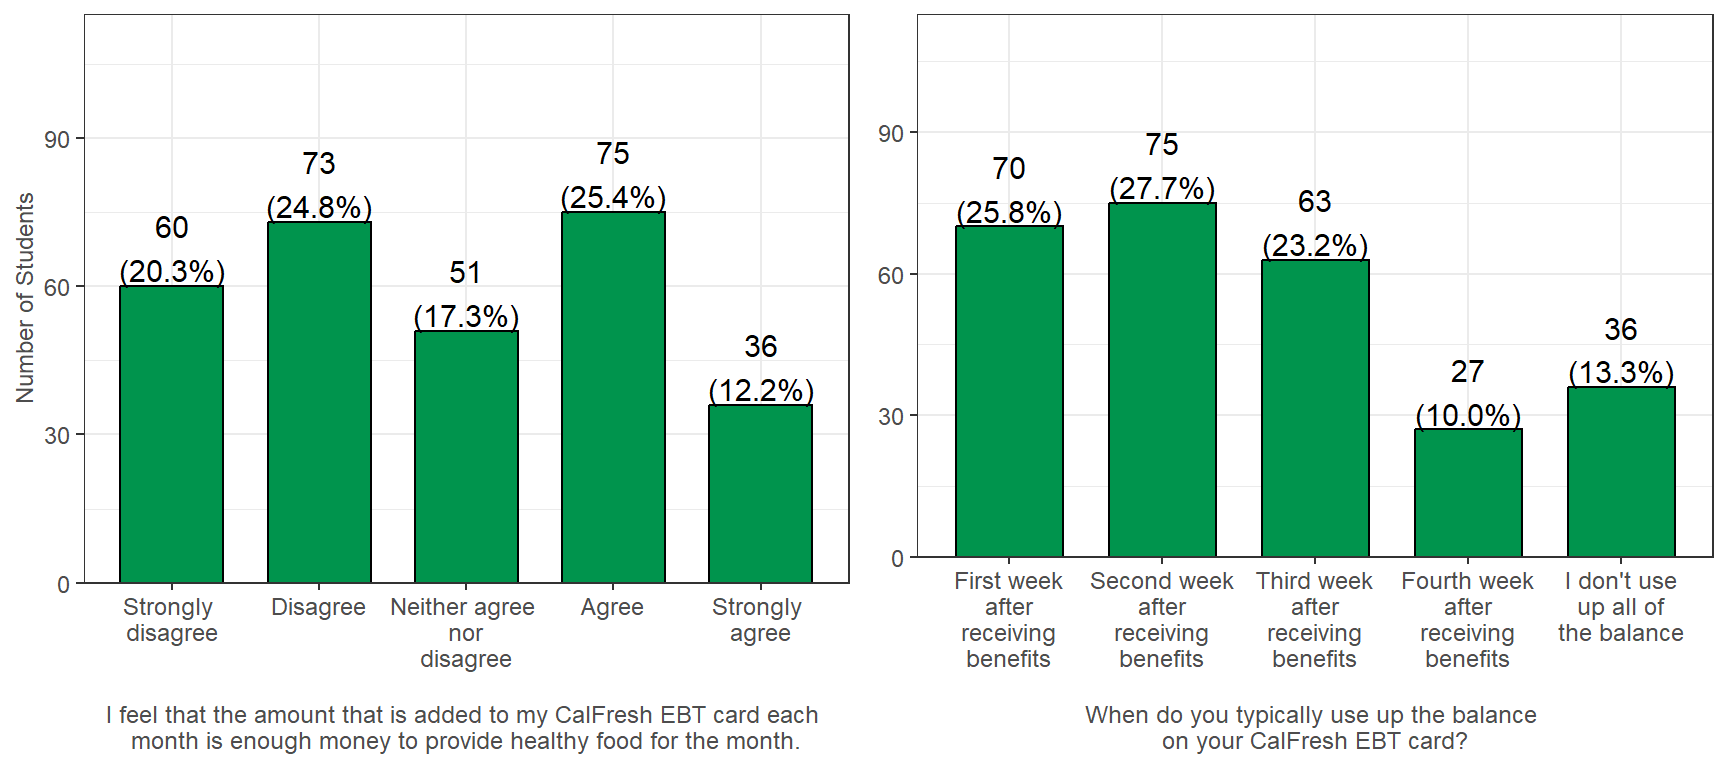 Number of Students
90
60
30
0
60
(20.3%)
73
(24.8%)
51
(17.3%)
75
(25.4%)
36
(12.2%)
Strongly
disagree
Disagree
Neither agree
nor
disagree
Agree
Strongly
agree
I feel that the amount that is added to my CalFresh EBT card each
month is enough money to provide healthy food for the month.
90
60
30
0
70
(25.8%)
75
(27.7%)
63
(23.2%)
27
(10.0%)
36
(13.3%)
First week
after
receiving
benefits
Second week
after
receiving
benefits
Third week
after
receiving
benefits
Fourth week
after
receiving
benefits
I don't use
up all of
the balance
When do you typically use up the balance
on your CalFresh EBT card?